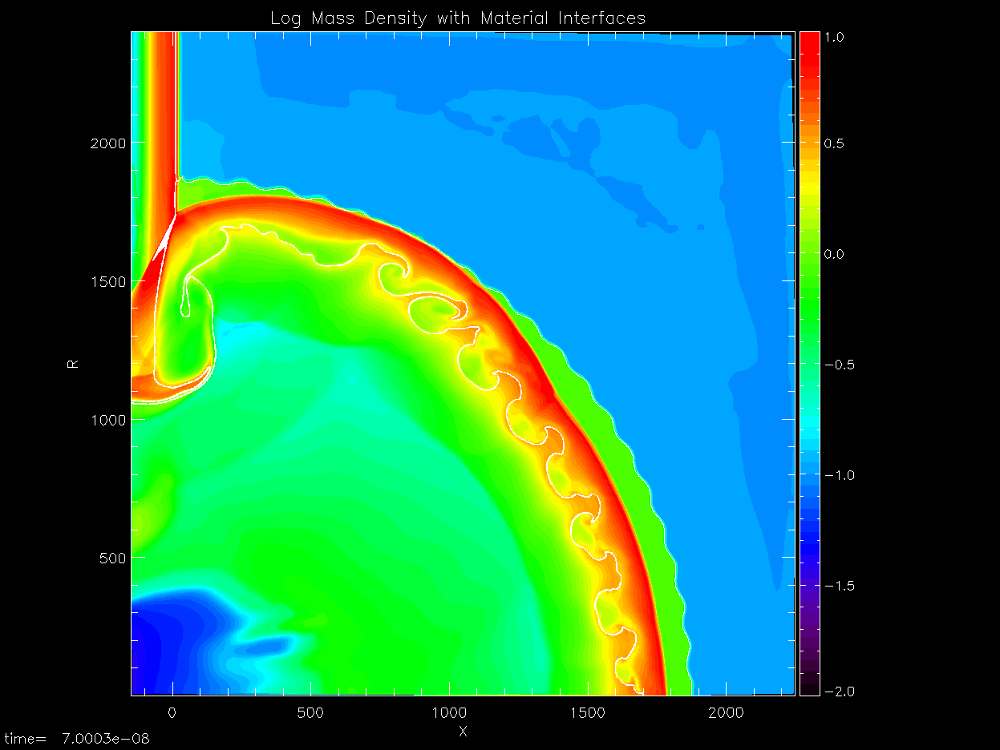 Log Mass Density with Material Interfaces
1.0
0.5
0.0
−0.5
−1.0
−1.5
−2.0
2000
1500
1000
500
R
0 500 1000 1500 2000
X
time= 7.0003e−08